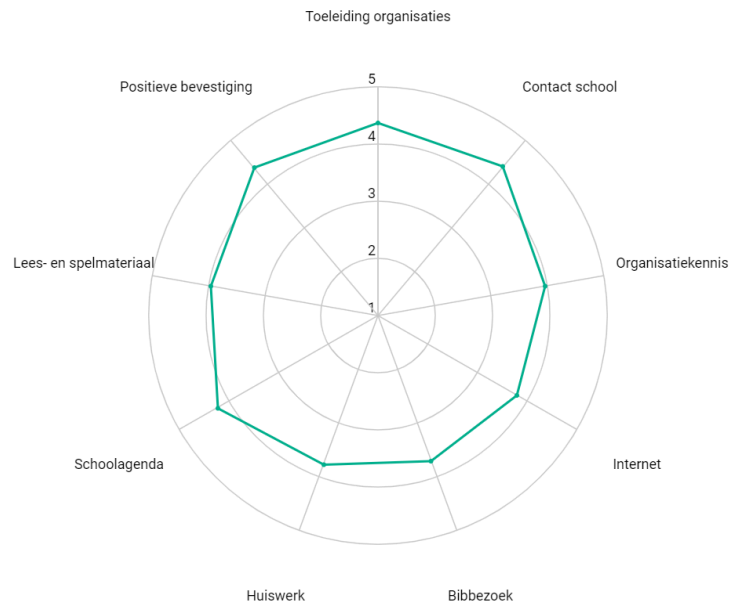 Toeleiding organisaties
Positieve bevestiging
Contact school
5
4
3
2
1
Lees- en spelmateriaal
Organisatiekennis
Schoolagenda
Internet
Huiswerk
Bibbezoek